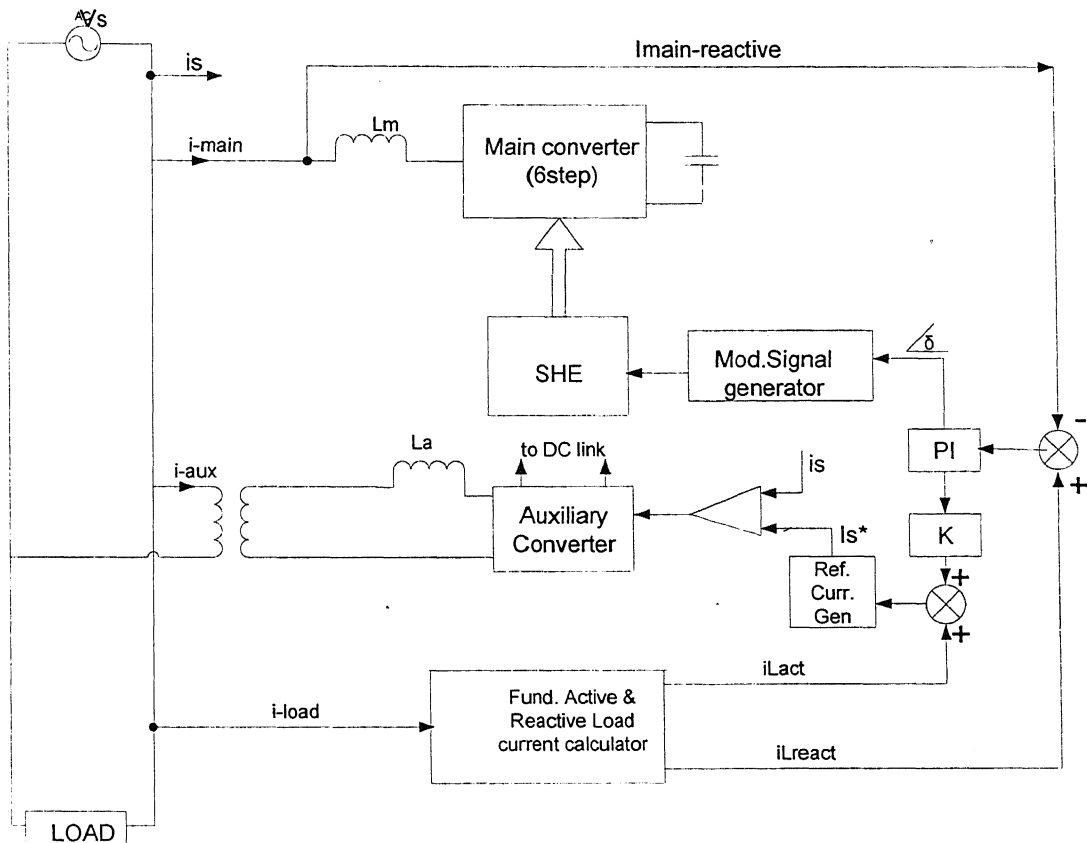 AC
Vs
is
Imain-reactive
Lm
i-main
Main converter
(6step)
δ
Mod.Signal
generator
SHE
-
PI
+
La
to DC link
i-aux
is
Auxiliary
Converter
Is*
K
+
Ref.
Curr.
Gen
+
iLact
Fund. Active &
Reactive Load
current calculator
i-load
iLreact
LOAD